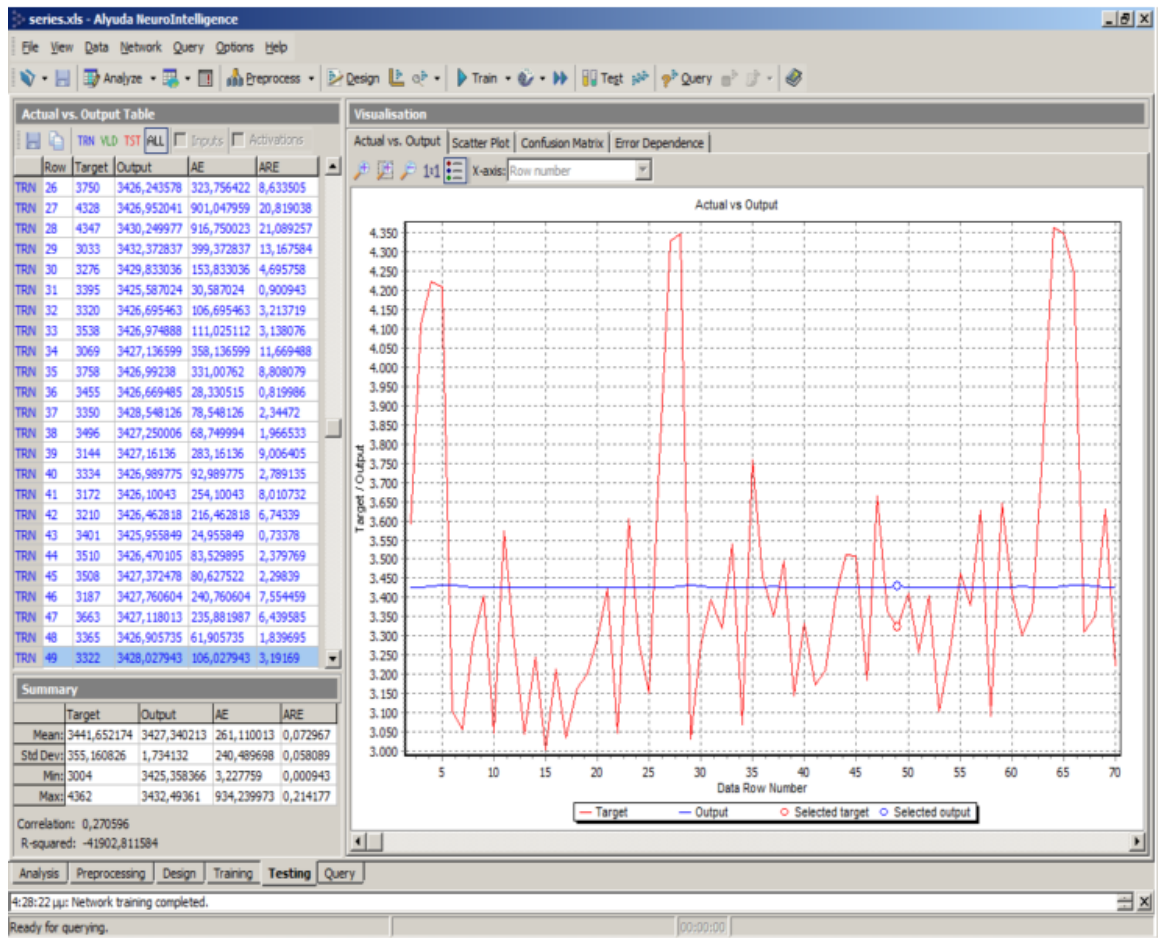 series.xls - Alyuda NeuroIntelligence
File View Data Network Query Options Help
Analyze Preprocess Design Train Test Query
Actual vs. Output Table
TRN VLD TST ALL Inputs Activations
Row Target Output AE ARE
TRN 26 3750 3426,243578 323,756422 8,633505
TRN 27 4328 3426,952041 901,047959 20,819038
TRN 28 4347 3430,249977 916,750023 21,089257
TRN 29 3033 3432,372837 399,372837 13,167584
TRN 30 3276 3429,833036 153,833036 4,695758
TRN 31 3395 3425,587024 30,587024 0,900943
TRN 32 3320 3426,695463 106,695463 3,213719
TRN 33 3538 3426,974888 111,025112 3,138076
TRN 34 3069 3427,136599 358,136599 11,669488
TRN 35 3758 3426,99238 331,00762 8,808079
TRN 36 3455 3426,669485 28,330515 0,819986
TRN 37 3350 3428,548126 78,548126 2,34472
TRN 38 3496 3427,250006 68,749994 1,966533
TRN 39 3144 3427,16136 283,16136 9,006405
TRN 40 3334 3426,989775 92,989775 2,789135
TRN 41 3172 3426,10043 254,10043 8,010732
TRN 42 3210 3426,462818 216,462818 6,74339
TRN 43 3401 3425,955849 24,955849 0,73378
TRN 44 3510 3426,470105 83,529895 2,379769
TRN 45 3508 3427,372478 80,627522 2,29839
TRN 46 3187 3427,760604 240,760604 7,554459
TRN 47 3663 3427,118013 235,881987 6,439585
TRN 48 3365 3426,905735 61,905735 1,839695
TRN 49 3322 3428,027943 106,027943 3,19169
Summary
Target Output AE ARE
Mean: 3441,652174 3427,340213 261,110013 0,072967
Std Dev: 355,160826 1,734132 240,489698 0,058089
Min: 3004 3425,358366 3,227759 0,000943
Max: 4362 3432,49361 934,239973 0,214177
Correlation: 0,270596
R-squared: -41902,811584
Visualisation
Actual vs. Output Scatter Plot Confusion Matrix Error Dependence
1:1 X-axis: Row number
Actual vs Output
4.350
4.300
4.250
4.200
4.150
4.100
4.050
4.000
3.950
3.900
3.850
3.800
3.750
3.700
3.650
3.600
3.550
3.500
3.450
3.400
3.350
3.300
3.250
3.200
3.150
3.100
3.050
3.000
Target / Output
5 10 15 20 25 30 35 40 45 50 55 60 65 70
Data Row Number
Target Output Selected target Selected output
Analysis Preprocessing Design Training Testing Query
4:28:22 μμ: Network training completed.
Ready for querying.
00:00:00